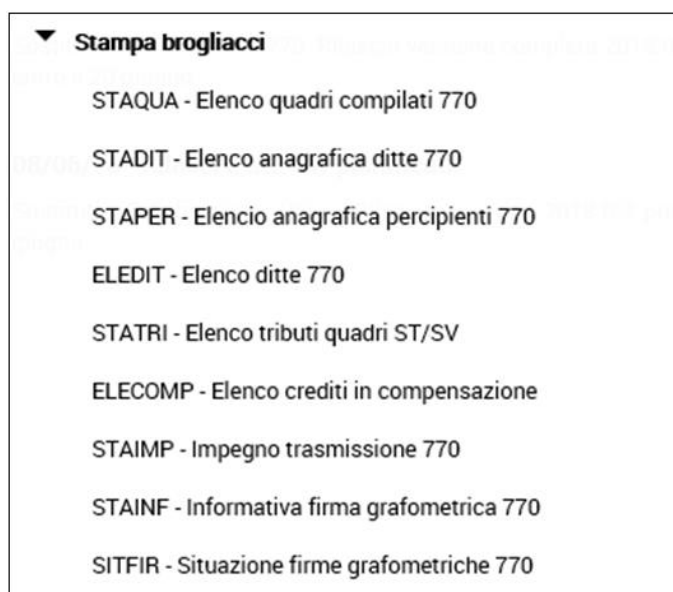 Stampa brogliacci
STAQUA - Elenco quadri compilati 770
STADIT - Elenco anagrafica ditte 770
STAPER - Elencio anagrafica percipienti 770
ELEDIT - Elenco ditte 770
STATRI - Elenco tributi quadri ST/SV
ELECOMP - Elenco crediti in compensazione
STAIMP - Impegno trasmissione 770
STAINF - Informativa firma grafometrica 770
SITFIR - Situazione firme grafometriche 770